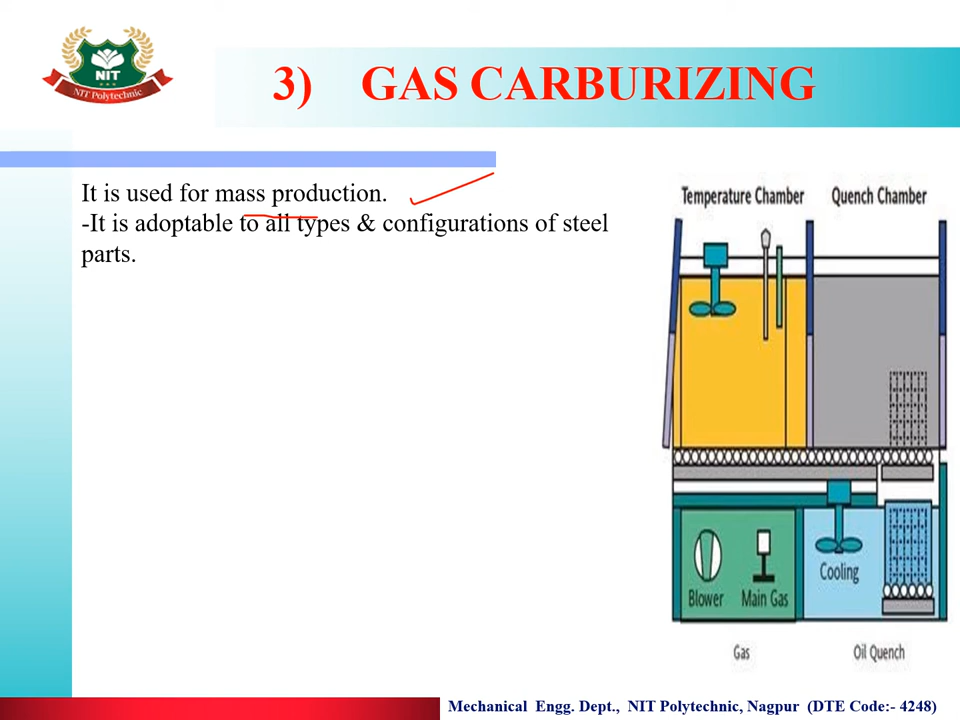 NIT
NIT Polytechnic
3) GAS CARBURIZING
It is used for mass production.
-It is adoptable to all types & configurations of steel
parts.
Temperature Chamber
Quench Chamber
Cooling
Blower
Main Gas
Gas
Oil Quench
Mechanical Engg. Dept., NIT Polytechnic, Nagpur (DTE Code:- 4248)